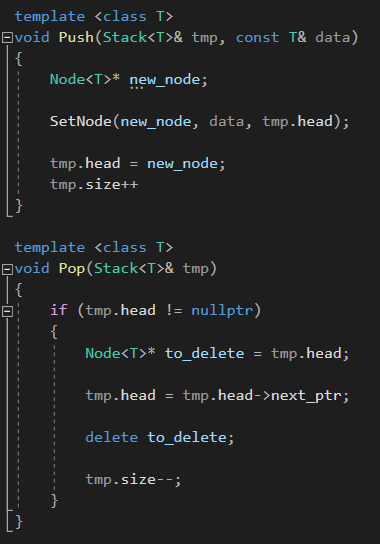 template <class T>
void Push(Stack<T>& tmp, const T& data)
{
Node<T>* new_node;
SetNode(new_node, data, tmp.head);
tmp.head = new_node;
tmp.size++
}
template <class T>
void Pop(Stack<T>& tmp)
{
if (tmp.head != nullptr)
{
Node<T>* to_delete = tmp.head;
tmp.head = tmp.head->next_ptr;
delete to_delete;
tmp.size--;
}
}